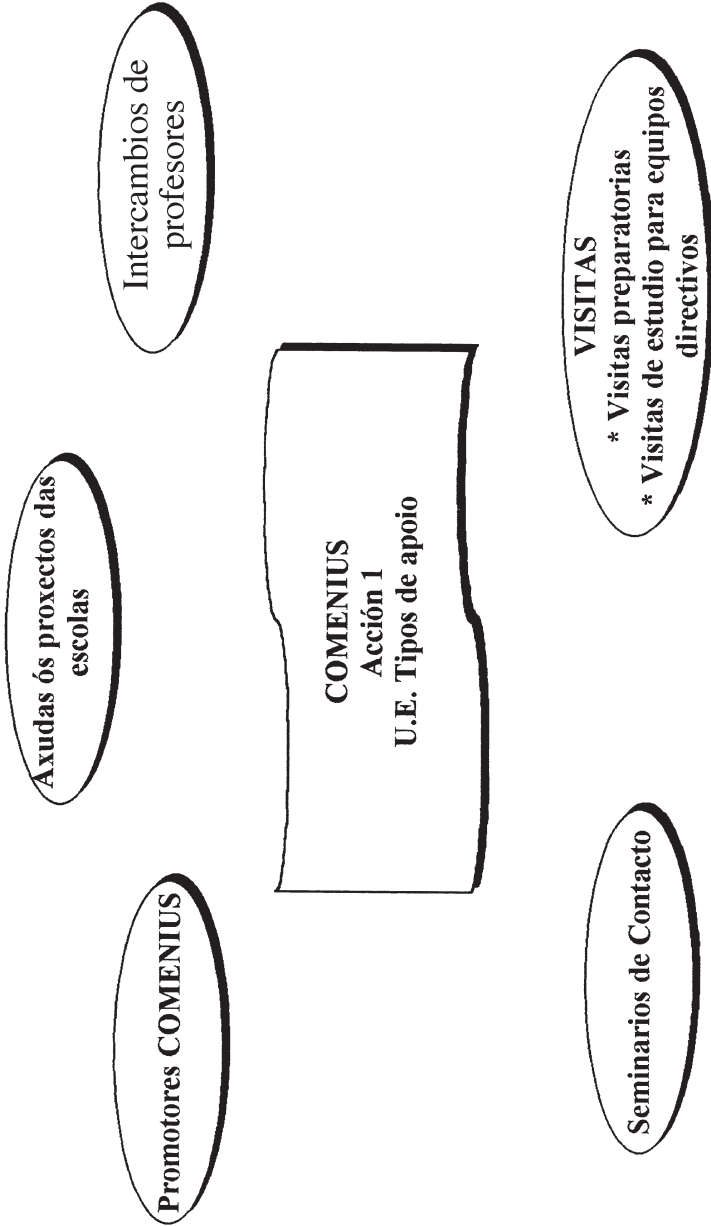 Promotores COMENIUS
Axudas ós proxectos das
escolas
Intercambios de
profesores
COMENIUS
Acción 1
U.E. Tipos de apoio
Seminarios de Contacto
VISITAS
* Visitas preparatorias
* Visitas de estudio para equipos
directivos